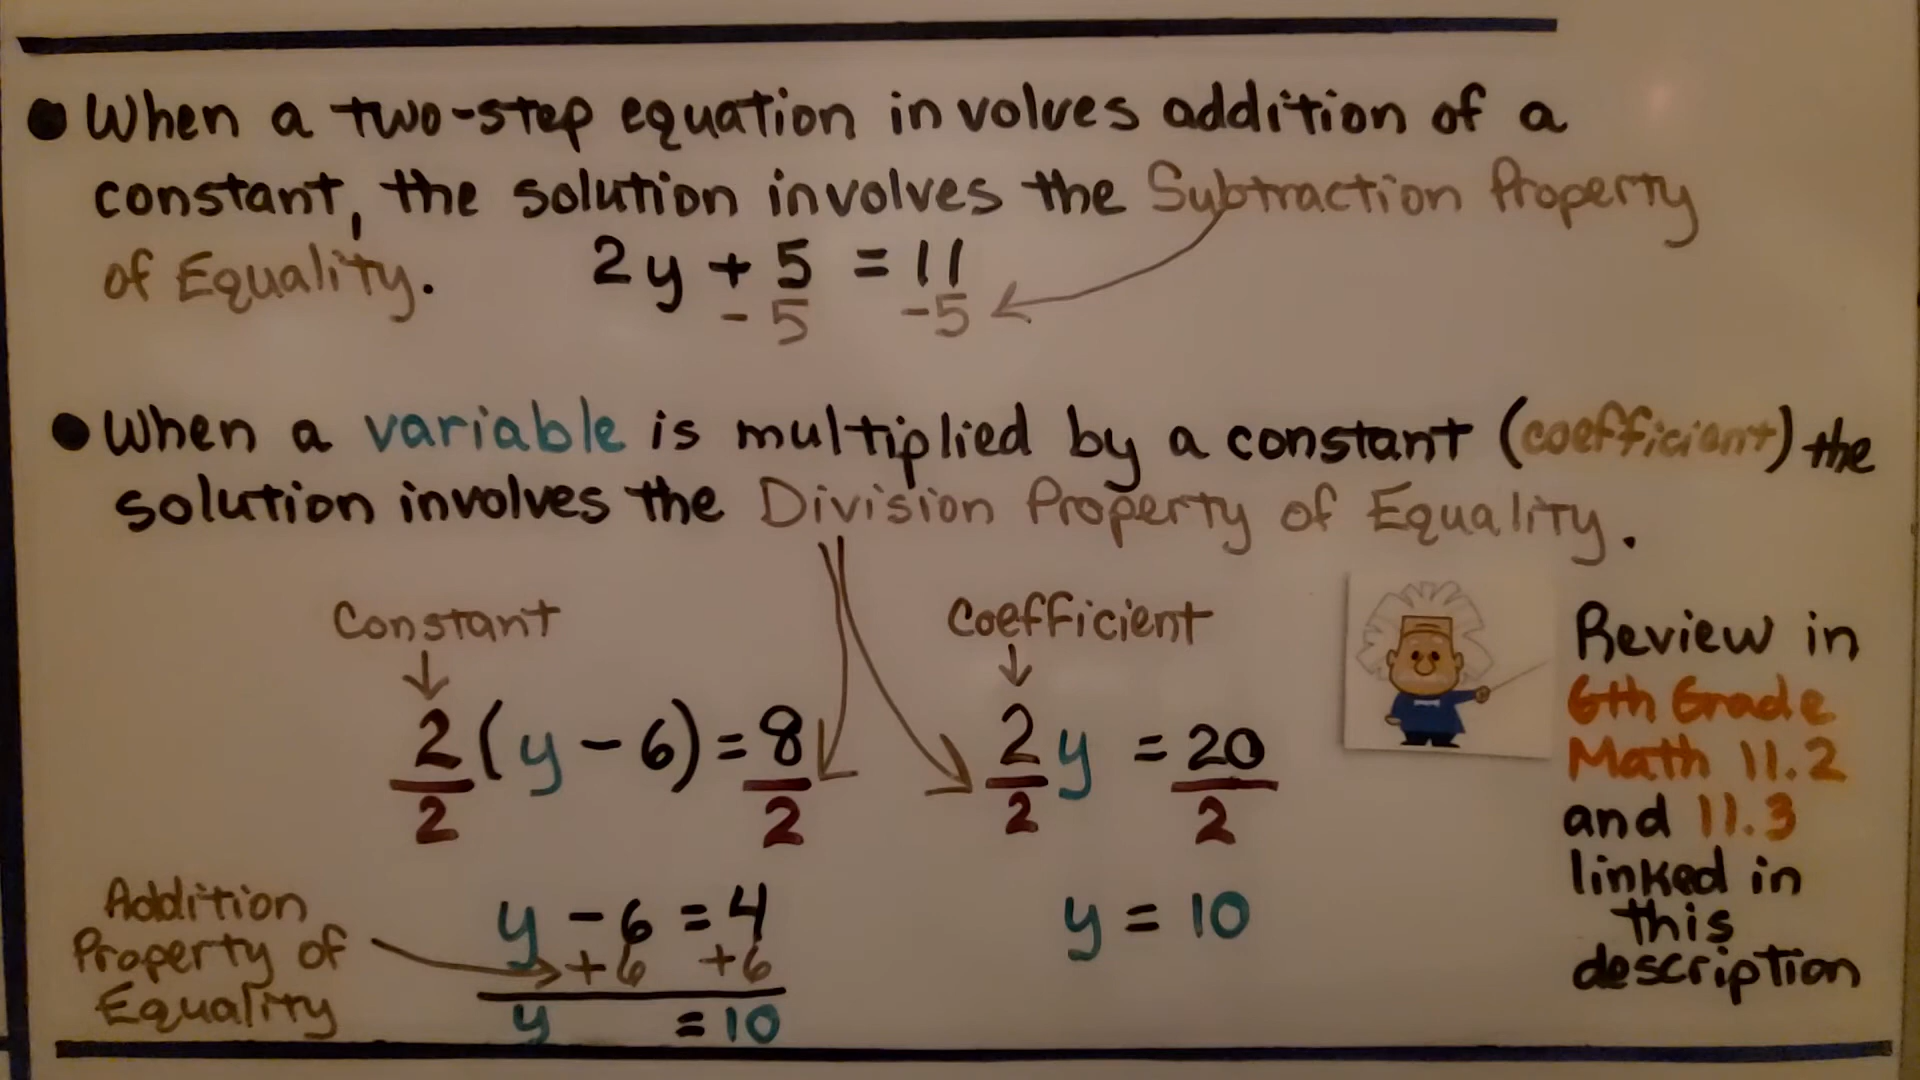 • When a two-step equation involves addition of a
constant, the solution involves the Subtraction Property
of Equality. 2y + 5 = 11
- 5 -5
• When a variable is multiplied by a constant (coefficient) the
solution involves the Division Property of Equality.
Constant
↓
2(y - 6) = 8
2 2
y - 6 = 4
+6 +6
y = 10
Addition
Property of
Equality
Coefficient
↓
2y = 20
2 2
y = 10
Review in
6th Grade
Math 11.2
and 11.3
linked in
this
description